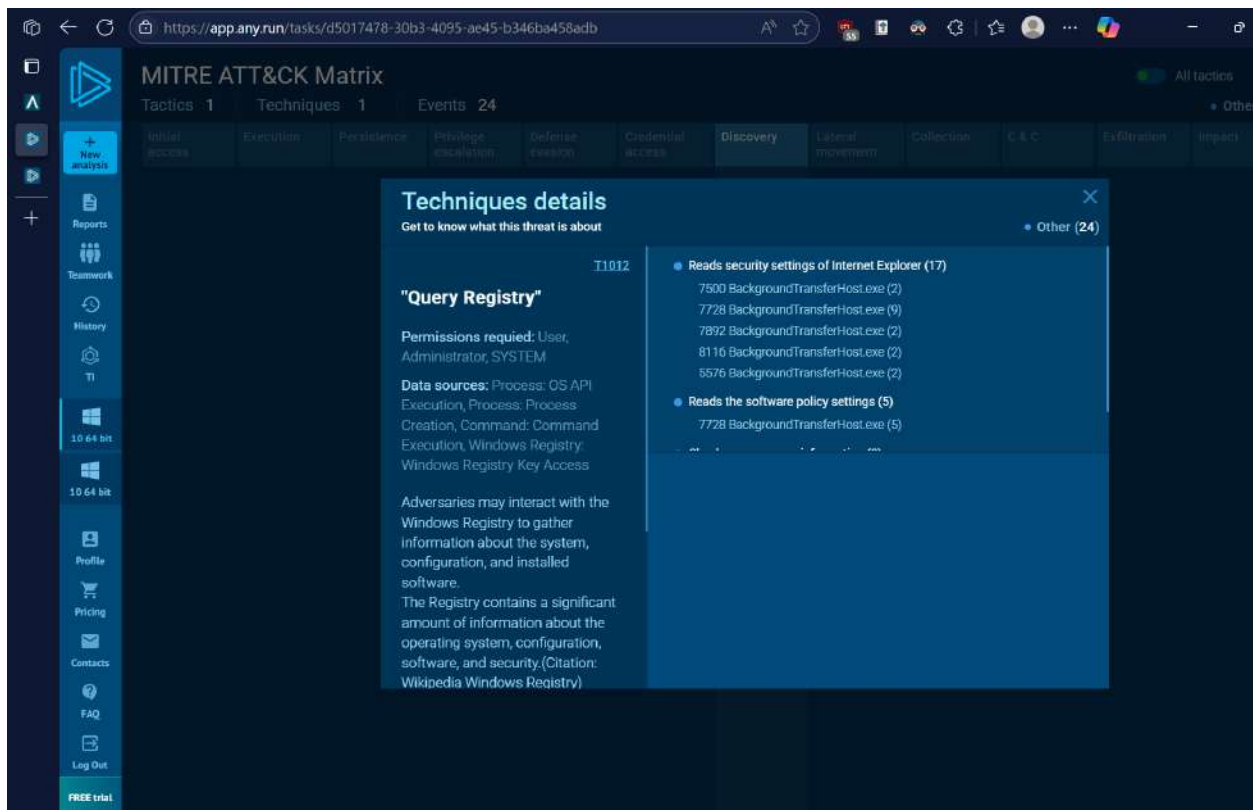 https://app.any.run/tasks/d5017478-30b3-4095-ae45-b346ba458adb
55
MITRE ATT&CK Matrix
All tactics
Tactics 1 Techniques 1 Events 24
Othe
Initial access
Execution
Persistence
Privilege escalation
Defense evasion
Credential access
Discovery
Lateral movement
Collection
C & C
Exfiltration
Impact
+
New
analysis
Reports
Teamwork
History
TI
10 64 bit
10 64 bit
Profile
Pricing
Contacts
FAQ
Log Out
FREE trial
Techniques details
Get to know what this threat is about
Other (24)
T1012
"Query Registry"
Permissions requied: User,
Administrator, SYSTEM
Data sources: Process: OS API
Execution, Process: Process
Creation, Command: Command
Execution, Windows Registry:
Windows Registry Key Access
Adversaries may interact with the
Windows Registry to gather
information about the system,
configuration, and installed
software.
The Registry contains a significant
amount of information about the
operating system, configuration,
software, and security.(Citation:
Wikipedia Windows Registry)
Reads security settings of Internet Explorer (17)
7500 BackgroundTransferHost.exe (2)
7728 BackgroundTransferHost.exe (9)
7892 BackgroundTransferHost.exe (2)
8116 BackgroundTransferHost.exe (2)
5576 BackgroundTransferHost.exe (2)
Reads the software policy settings (5)
7728 BackgroundTransferHost.exe (5)